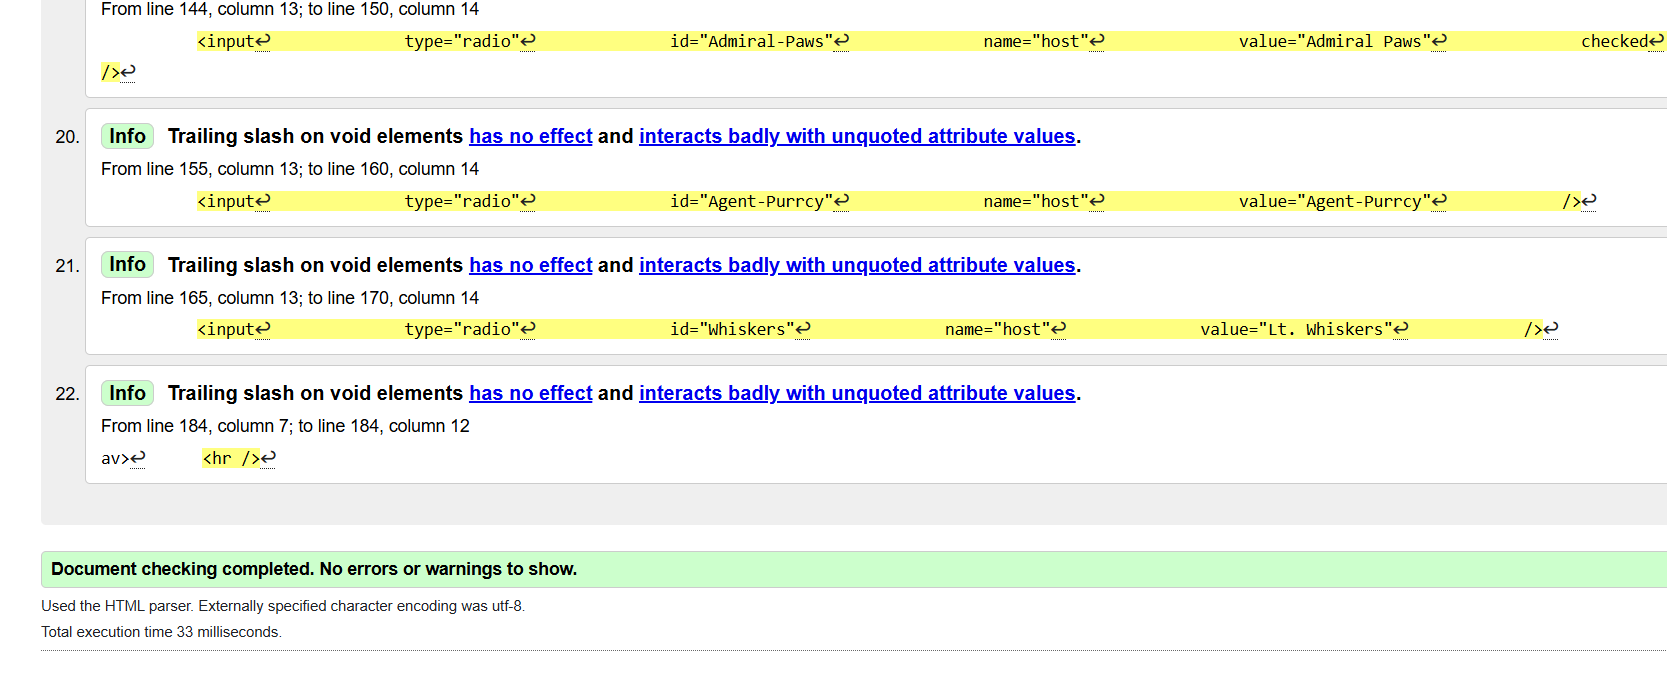 From line 144, column 13; to line 150, column 14
<input↩ type="radio"↩ id="Admiral-Paws"↩ name="host"↩ value="Admiral Paws"↩ checked↩
/>↩
20. Info Trailing slash on void elements has no effect and interacts badly with unquoted attribute values.
From line 155, column 13; to line 160, column 14
<input↩ type="radio"↩ id="Agent-Purrcy"↩ name="host"↩ value="Agent-Purrcy"↩ />↩
21. Info Trailing slash on void elements has no effect and interacts badly with unquoted attribute values.
From line 165, column 13; to line 170, column 14
<input↩ type="radio"↩ id="Whiskers"↩ name="host"↩ value="Lt. Whiskers"↩ />↩
22. Info Trailing slash on void elements has no effect and interacts badly with unquoted attribute values.
From line 184, column 7; to line 184, column 12
av>↩ <hr />↩
Document checking completed. No errors or warnings to show.
Used the HTML parser. Externally specified character encoding was utf-8.
Total execution time 33 milliseconds.